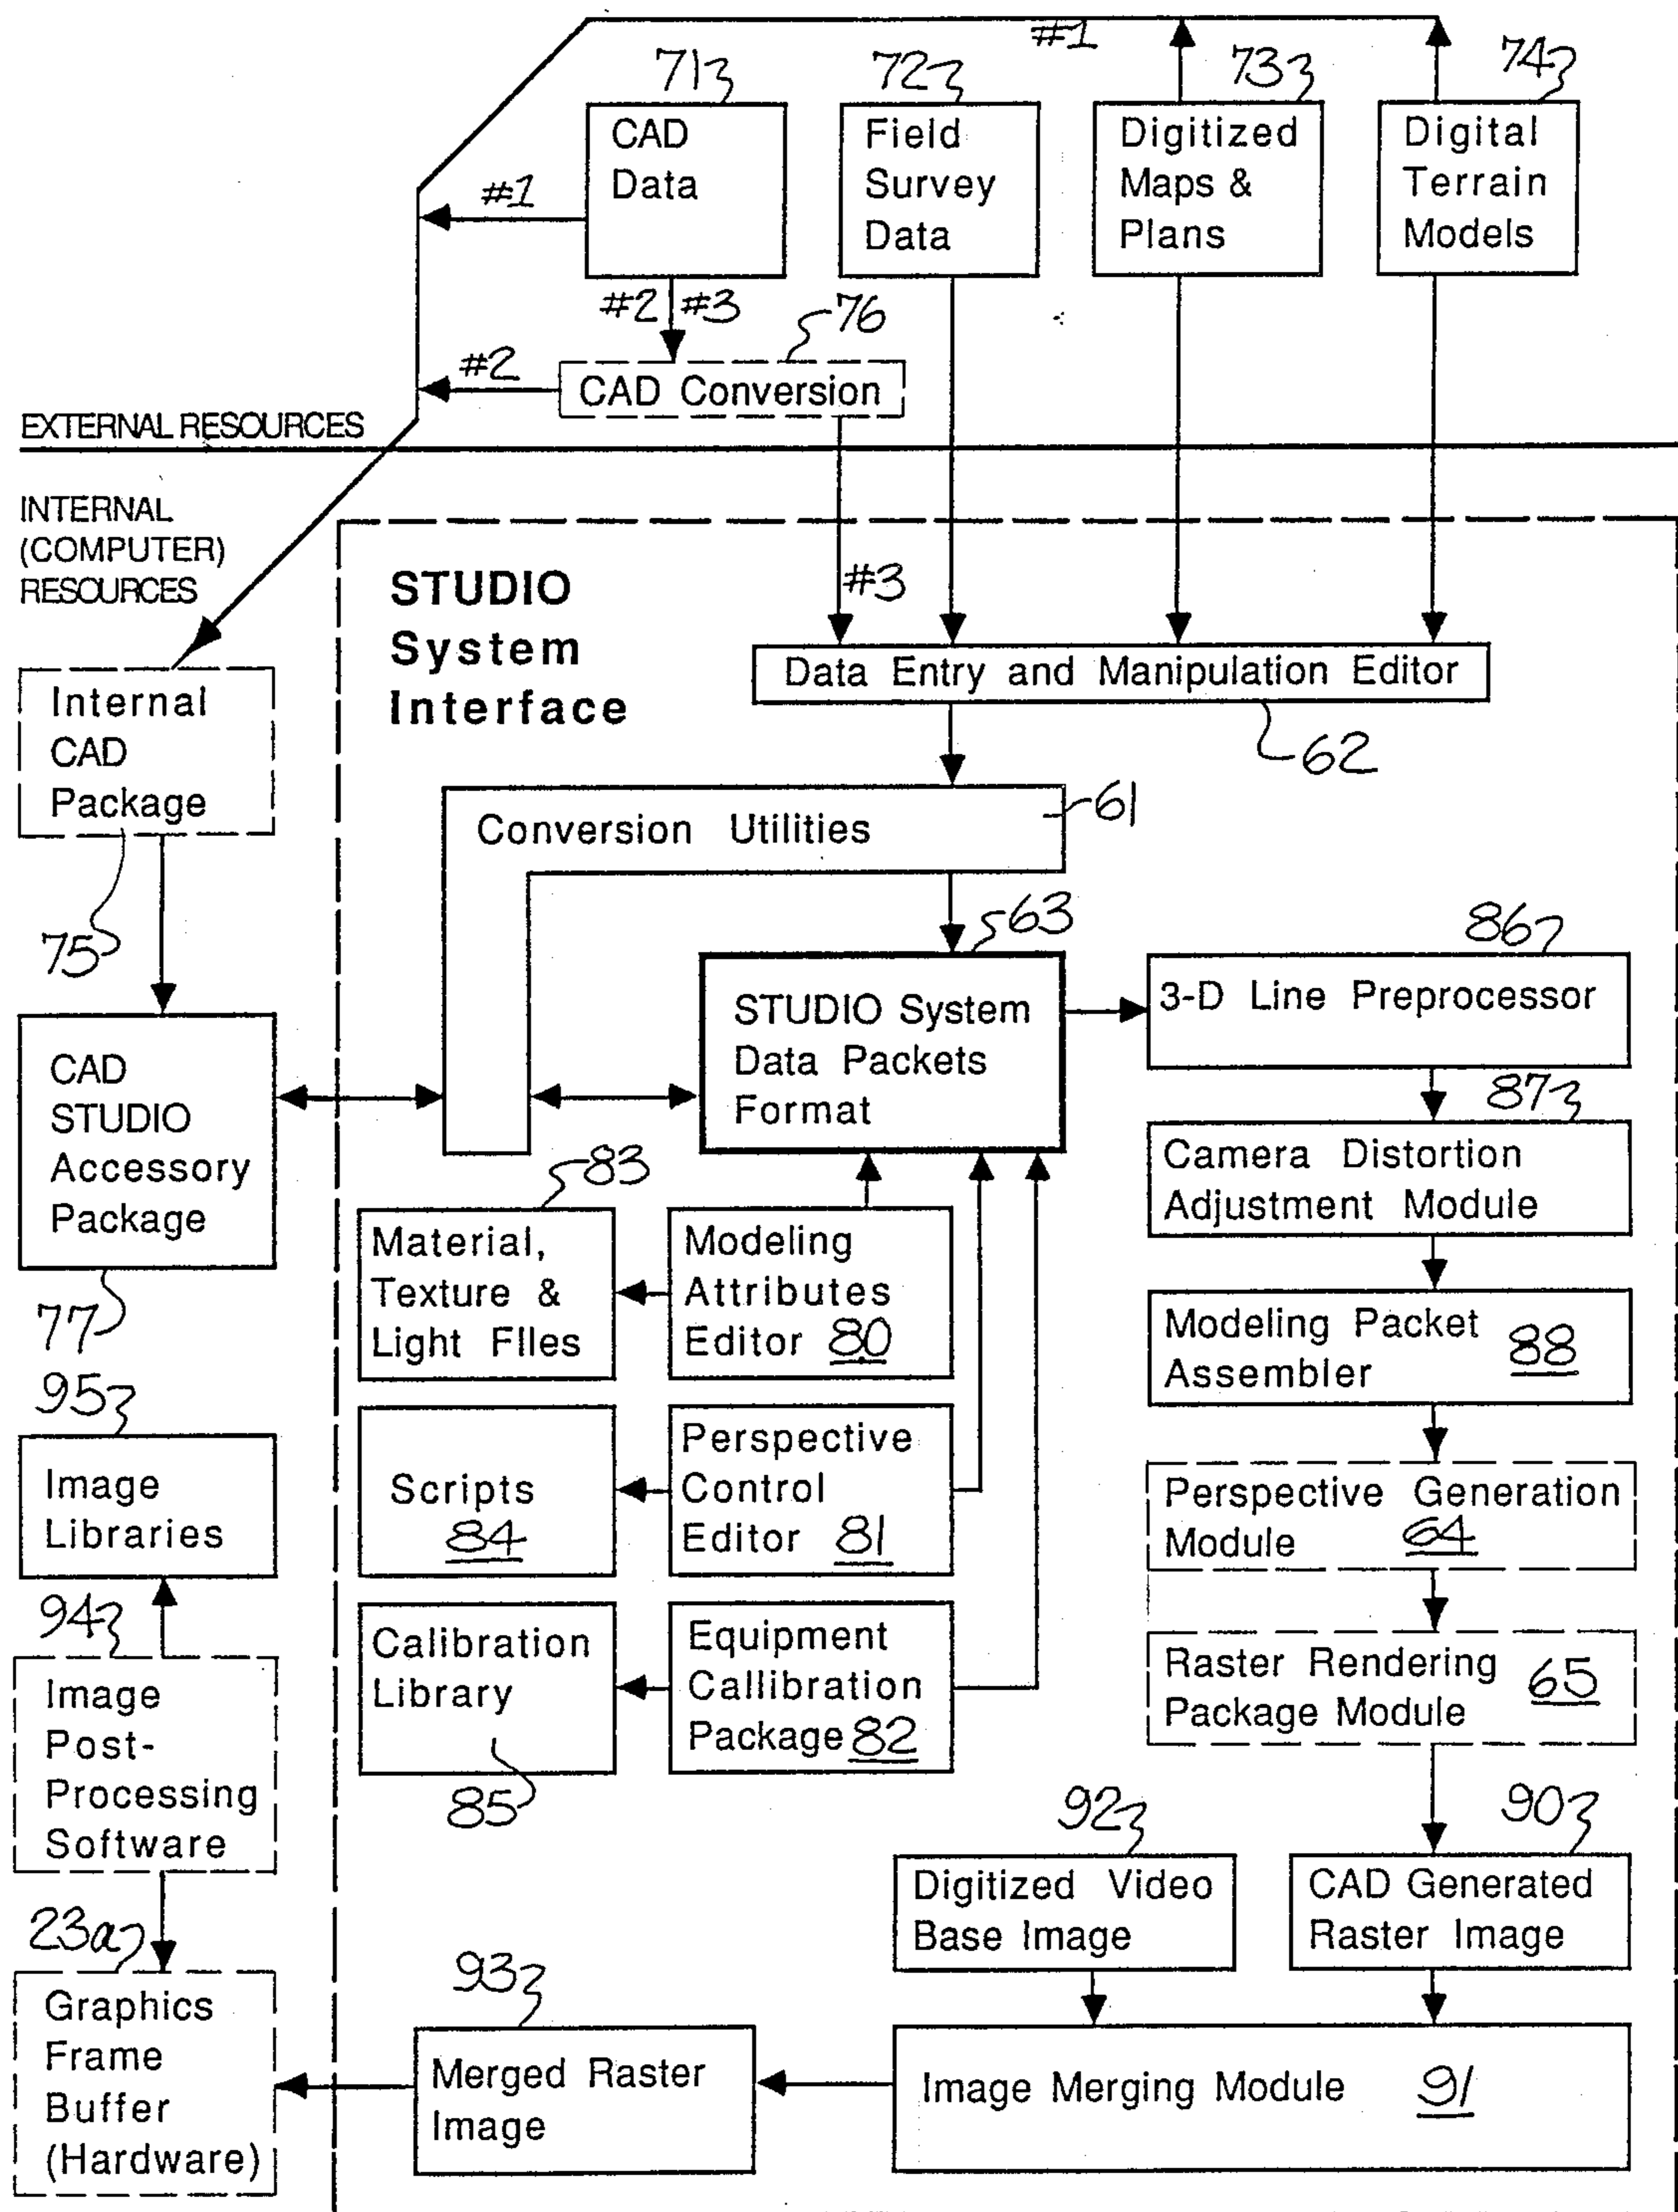 #1
71
72
73
74
CAD
Data
Field
Survey
Data
Digitized
Maps &
Plans
Digital
Terrain
Models
#1
#2 #3
76
#2
CAD Conversion
EXTERNAL RESOURCES
INTERNAL
(COMPUTER)
RESOURCES
STUDIO
System
Interface
#3
Data Entry and Manipulation Editor
62
Internal
CAD
Package
75
Conversion Utilities
61
63
STUDIO System
Data Packets
Format
86
3-D Line Preprocessor
87
Camera Distortion
Adjustment Module
CAD
STUDIO
Accessory
Package
77
83
Material,
Texture &
Light FIles
Modeling
Attributes
Editor 80
Modeling Packet
Assembler 88
95
Image
Libraries
Scripts
84
Perspective
Control
Editor 81
Perspective Generation
Module 64
94
Image
Post-
Processing
Software
Calibration
Library
85
Equipment
Callibration
Package 82
Raster Rendering
Package Module 65
92
Digitized Video
Base Image
90
CAD Generated
Raster Image
23a
Graphics
Frame
Buffer
(Hardware)
93
Merged Raster
Image
Image Merging Module 91